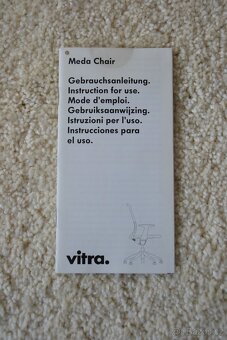 Meda Chair
Gebrauchsanleitung.
Instruction for use.
Mode d'emploi.
Gebruiksaanwijzing.
Istruzioni per l'uso.
Instrucciones para
el uso.
vitra.